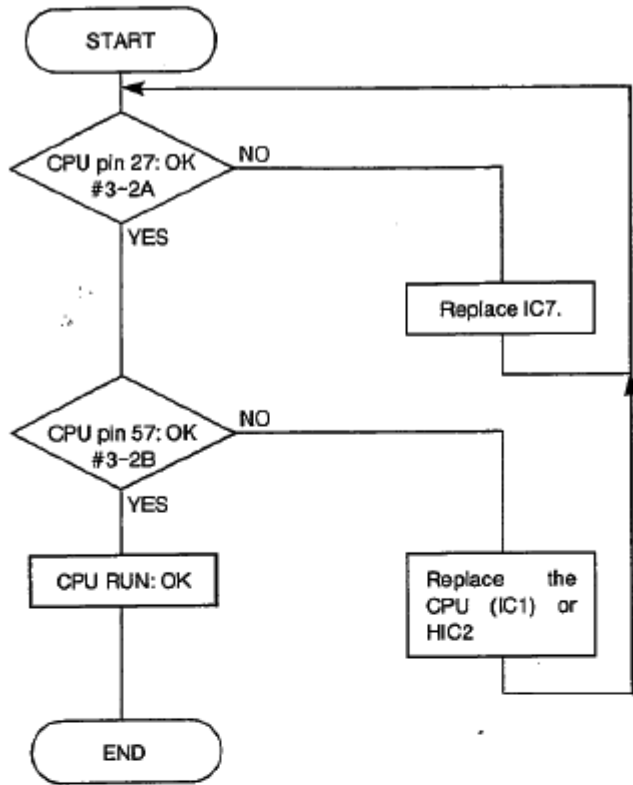 START
CPU pin 27: OK
#3-2A
NO
YES
Replace IC7.
CPU pin 57: OK
#3-2B
NO
YES
CPU RUN: OK
Replace the
CPU (IC1) or
HIC2
END